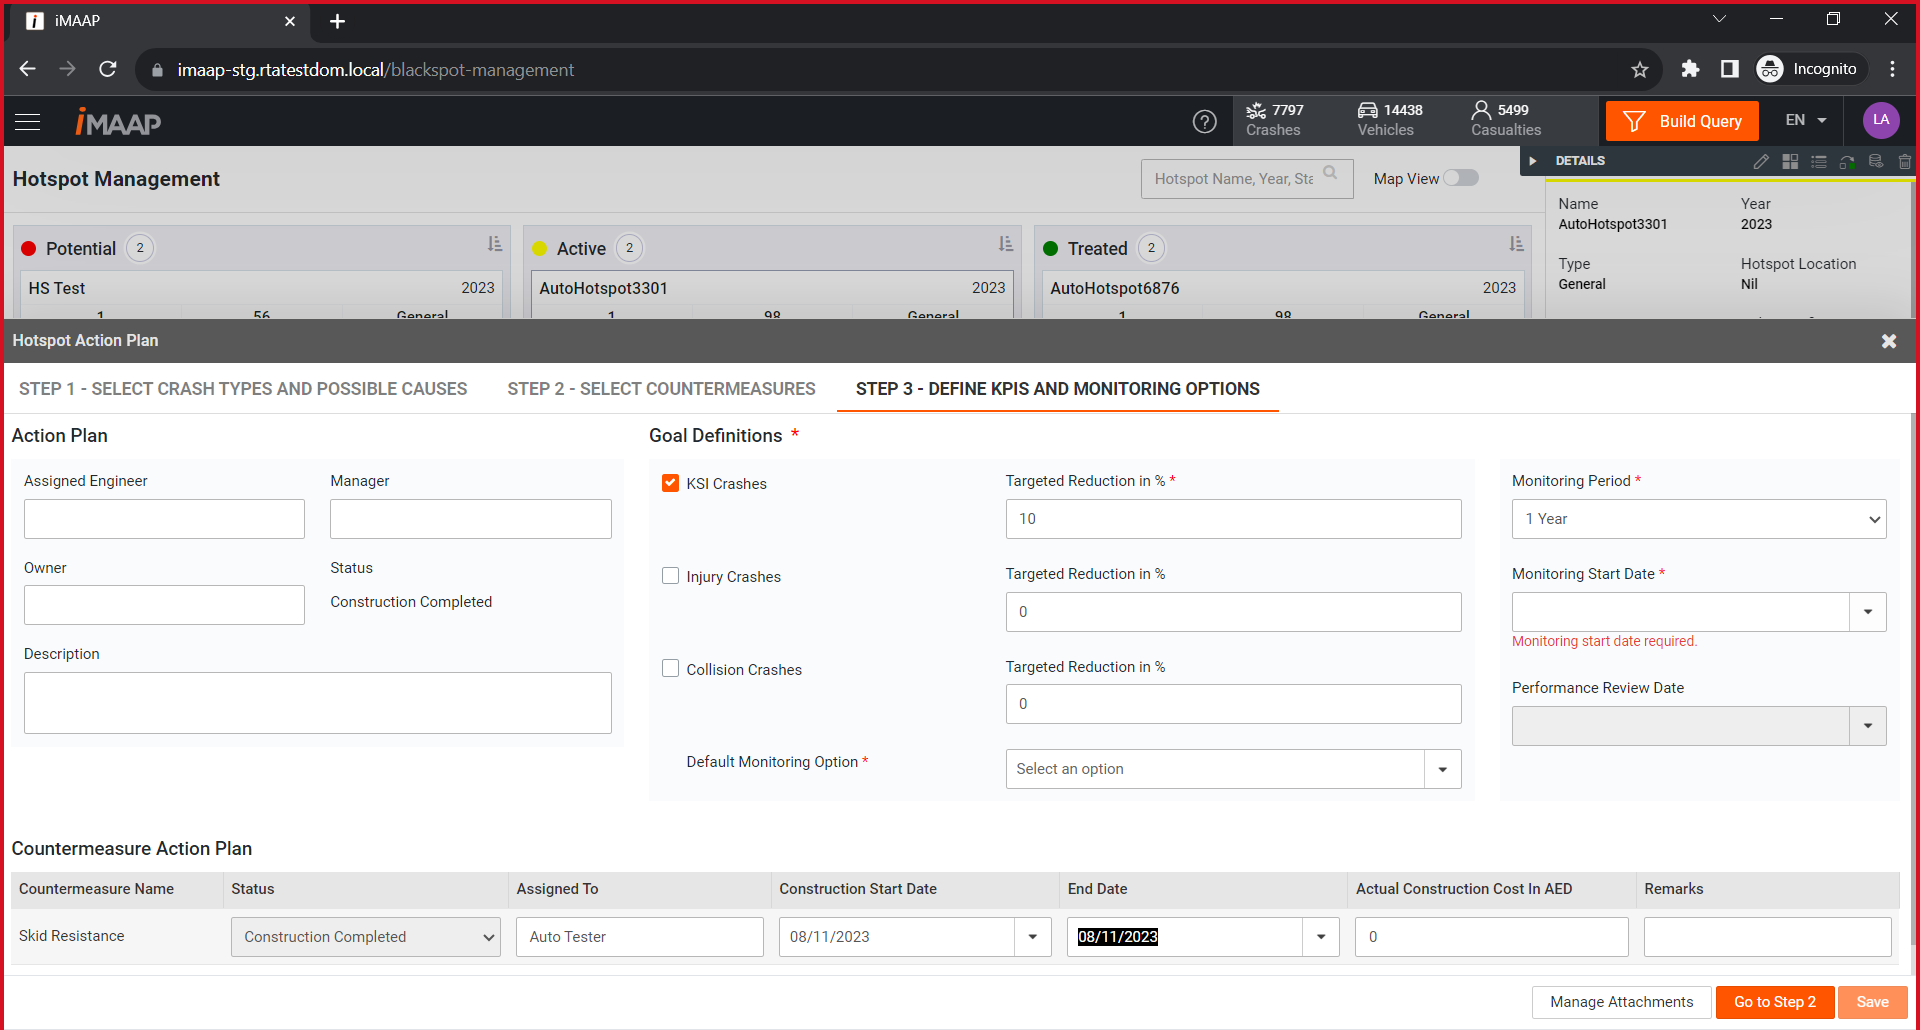 iMAAP
imaap-stg.rtatestdom.local/blackspot-management
Incognito
iMAAP
7797
Crashes
14438
Vehicles
5499
Casualties
Build Query
EN
LA
Hotspot Management
Hotspot Name, Year, Sta
Map View
DETAILS
Name
Year
AutoHotspot3301
2023
Type
Hotspot Location
General
Nil
Potential 2
Active 2
Treated 2
HS Test 2023
AutoHotspot3301 2023
AutoHotspot6876 2023
1 56 General
1 98 General
1 98 General
Hotspot Action Plan
STEP 1 - SELECT CRASH TYPES AND POSSIBLE CAUSES
STEP 2 - SELECT COUNTERMEASURES
STEP 3 - DEFINE KPIS AND MONITORING OPTIONS
Action Plan
Assigned Engineer
Manager
Owner
Status
Construction Completed
Description
Goal Definitions *
KSI Crashes
Targeted Reduction in % *
10
Injury Crashes
Targeted Reduction in %
0
Collision Crashes
Targeted Reduction in %
0
Default Monitoring Option *
Select an option
Monitoring Period *
1 Year
Monitoring Start Date *
Monitoring start date required.
Performance Review Date
Countermeasure Action Plan
Countermeasure Name Status Assigned To Construction Start Date End Date Actual Construction Cost In AED Remarks
Skid Resistance Construction Completed Auto Tester 08/11/2023 08/11/2023 0
Manage Attachments
Go to Step 2
Save